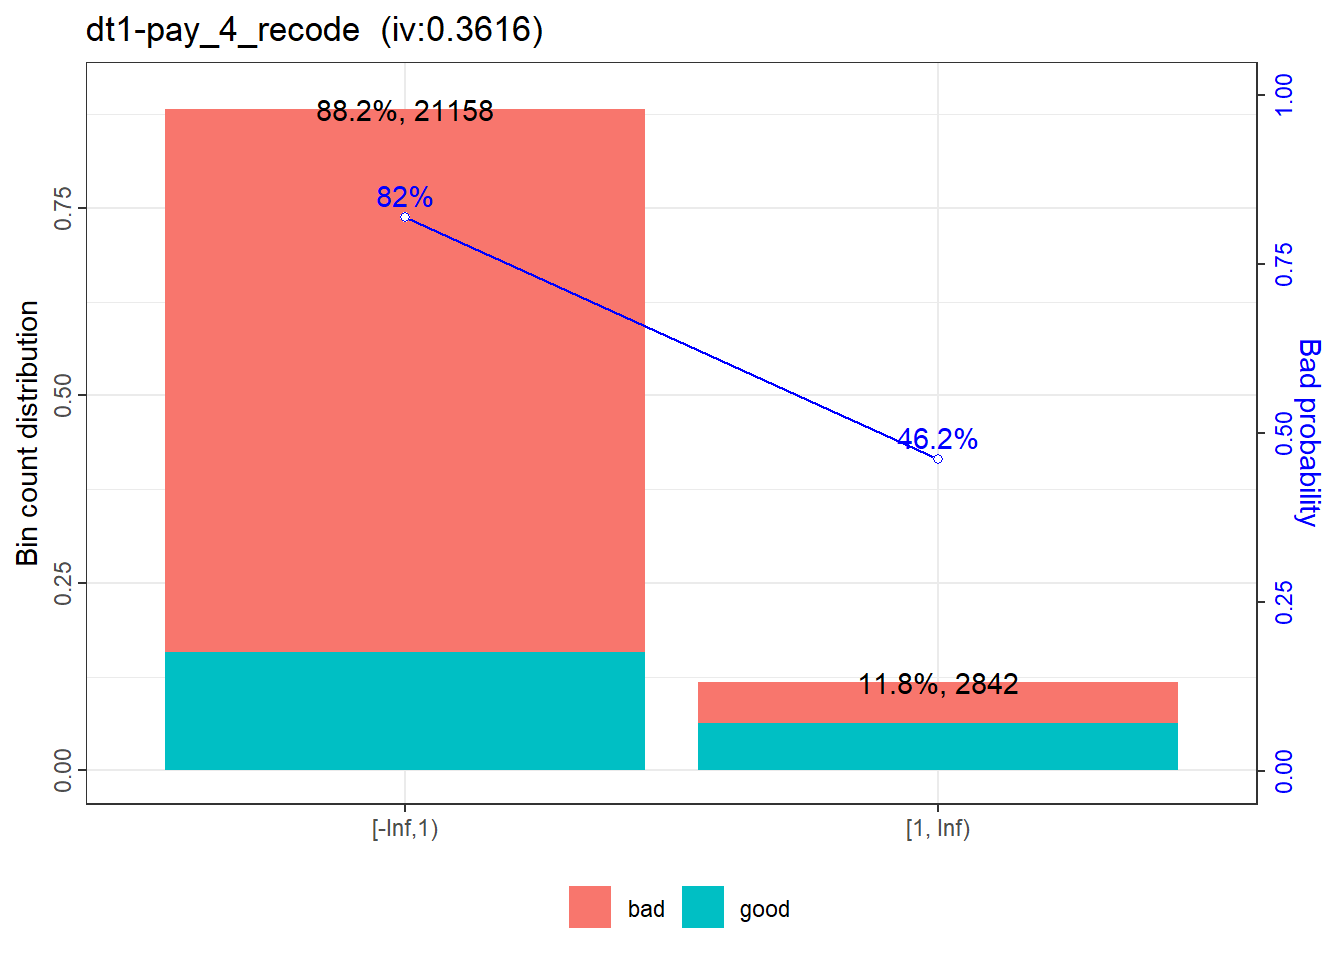 dt1-pay_4_recode (iv:0.3616)
88.2%, 21158
82%
46.2%
11.8%, 2842
Bin count distribution
0.75
0.50
0.25
0.00
1.00
0.75
0.50
0.25
0.00
Bad probability
[-Inf,1)
[1, Inf)
bad
good